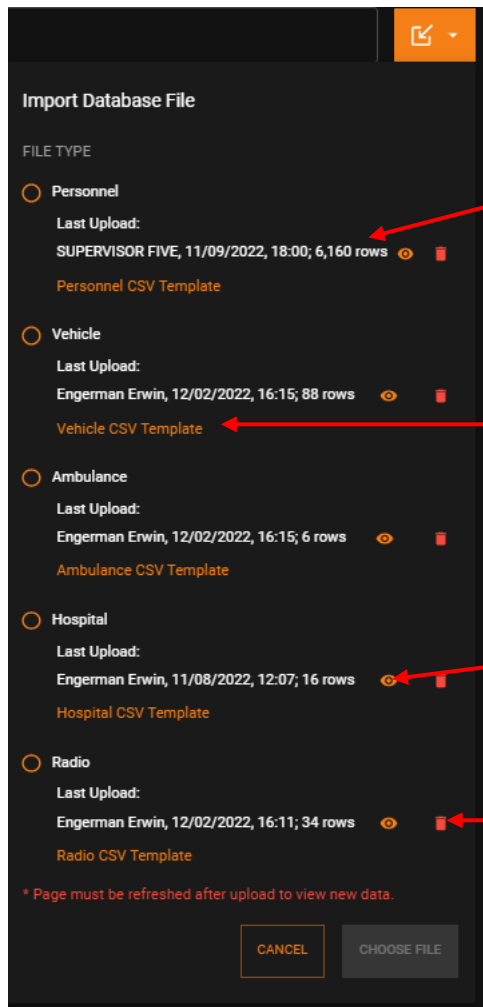 Import Database File
FILE TYPE
Personnel
Last Upload:
SUPERVISOR FIVE, 11/09/2022, 18:00; 6,160 rows
Personnel CSV Template
Vehicle
Last Upload:
Engerman Erwin, 12/02/2022, 16:15; 88 rows
Vehicle CSV Template
Ambulance
Last Upload:
Engerman Erwin, 12/02/2022, 16:15; 6 rows
Ambulance CSV Template
Hospital
Last Upload:
Engerman Erwin, 11/08/2022, 12:07; 16 rows
Hospital CSV Template
Radio
Last Upload:
Engerman Erwin, 12/02/2022, 16:11; 34 rows
Radio CSV Template
* Page must be refreshed after upload to view new data.
CANCEL CHOOSE FILE